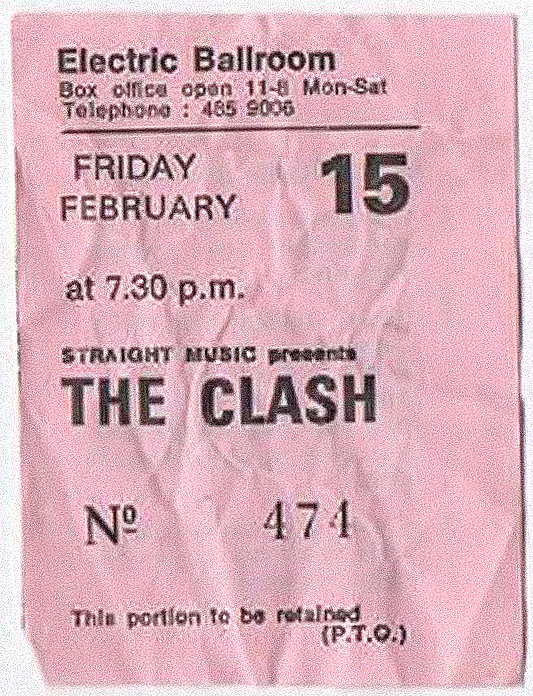 Electric Ballroom
Box office open 11-8 Mon-Sat
Telephone : 485 9006
FRIDAY 15
FEBRUARY
at 7.30 p.m.
STRAIGHT MUSIC presents
THE CLASH
Nº 474
This portion to be retained
(P.T.O.)